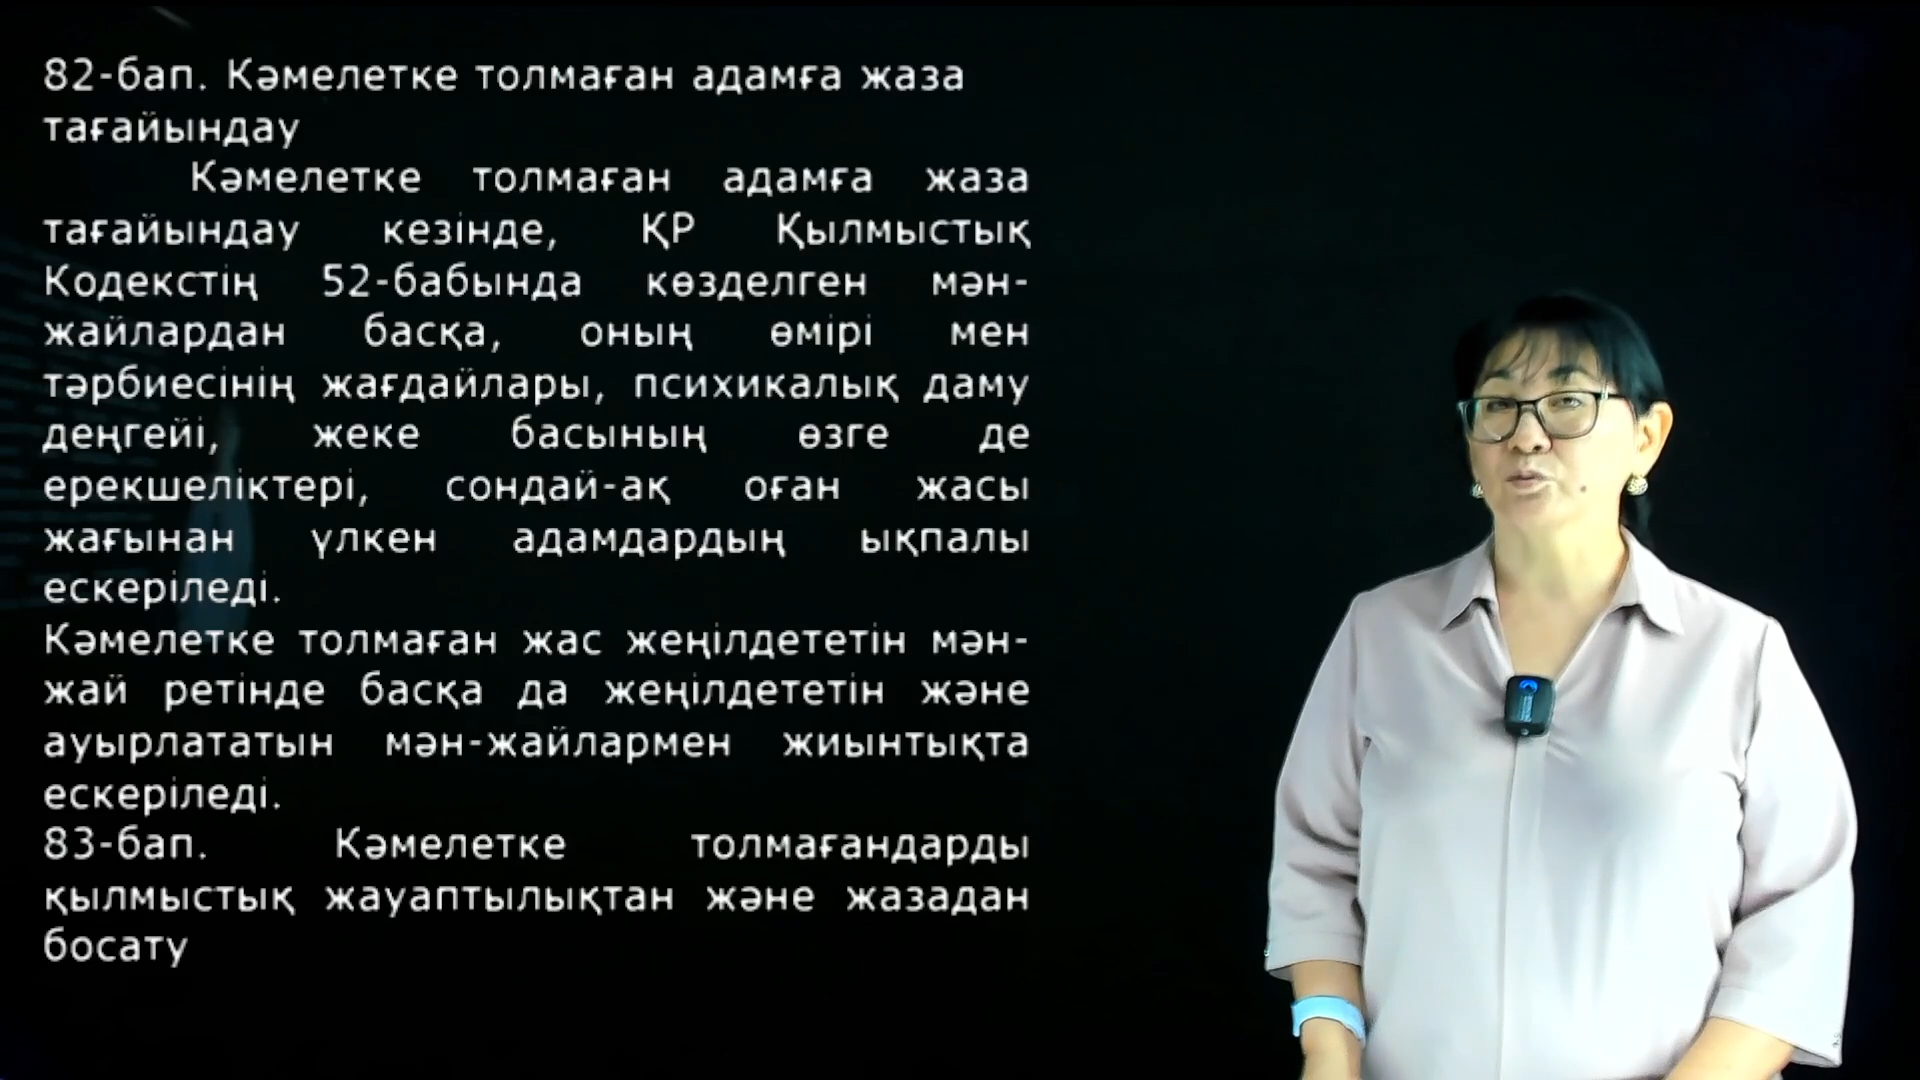 82-бап. Кәмелетке толмаған адамға жаза
тағайындау
Кәмелетке толмаған адамға жаза
тағайындау кезінде, ҚР Қылмыстық
Кодекстің 52-бабында көзделген мән-
жайлардан басқа, оның өмірі мен
тәрбиесінің жағдайлары, психикалық даму
деңгейі, жеке басының өзге де
ерекшеліктері, сондай-ақ оған жасы
жағынан үлкен адамдардың ықпалы
ескеріледі.
Кәмелетке толмаған жас жеңілдететін мән-
жай ретінде басқа да жеңілдететін және
ауырлататын мән-жайлармен жиынтықта
ескеріледі.
83-бап. Кәмелетке толмағандарды
қылмыстық жауаптылықтан және жазадан
босату